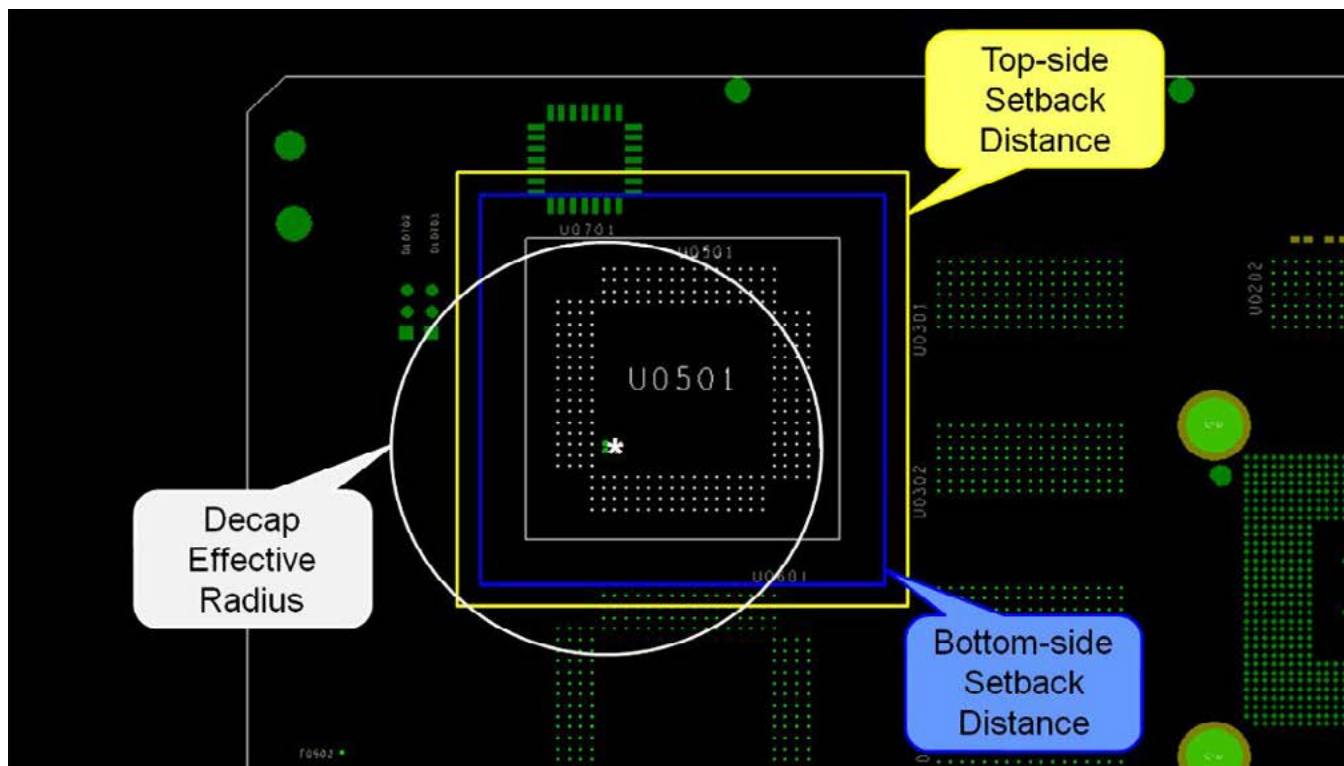 Top-side
Setback
Distance
U0701
U0501
U0301
U0202
U0501
*
Decap
Effective
Radius
U0302
U0601
Bottom-side
Setback
Distance